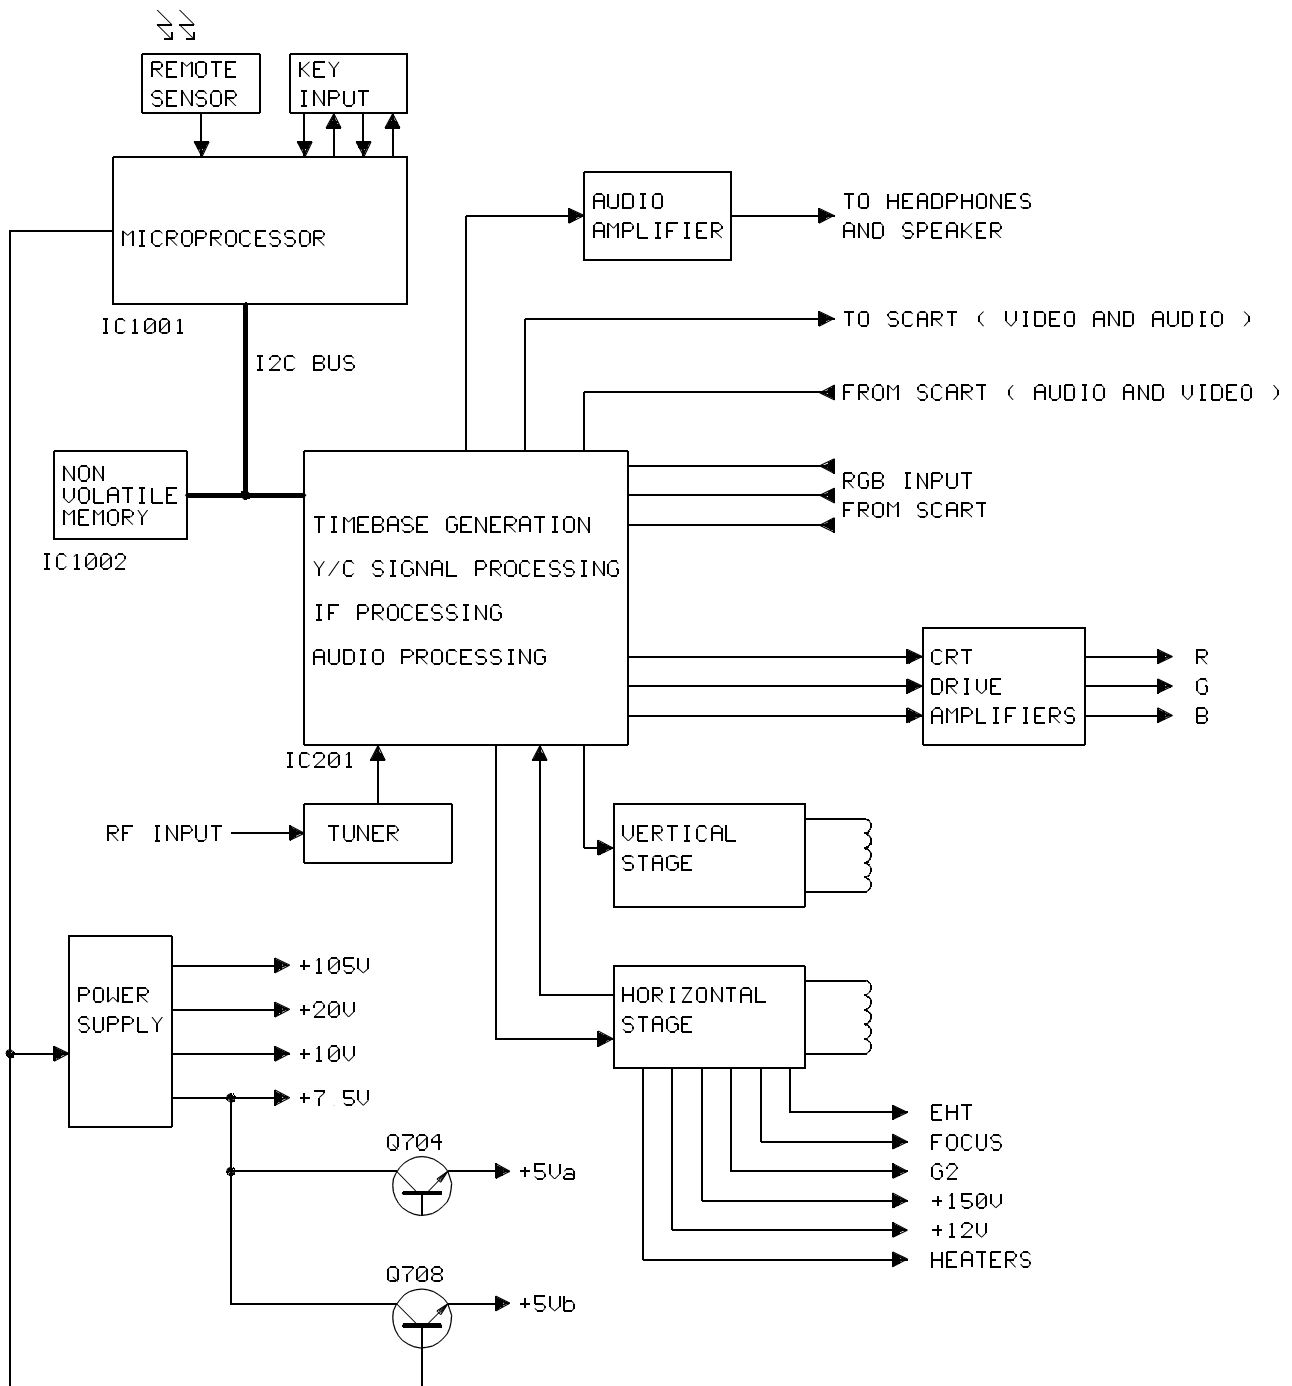 REMOTE
SENSOR
KEY
INPUT
MICROPROCESSOR
IC1001
I2C BUS
AUDIO
AMPLIFIER
TO HEADPHONES
AND SPEAKER
TO SCART ( VIDEO AND AUDIO )
FROM SCART ( AUDIO AND VIDEO )
NON
VOLATILE
MEMORY
IC1002
RGB INPUT
FROM SCART
TIMEBASE GENERATION
Y/C SIGNAL PROCESSING
IF PROCESSING
AUDIO PROCESSING
IC201
CRT
DRIVE
AMPLIFIERS
R
G
B
RF INPUT
TUNER
VERTICAL
STAGE
POWER
SUPPLY
+105V
+20V
+10V
+7.5V
HORIZONTAL
STAGE
EHT
FOCUS
G2
+150V
+12V
HEATERS
Q704
+5Va
Q708
+5Vb